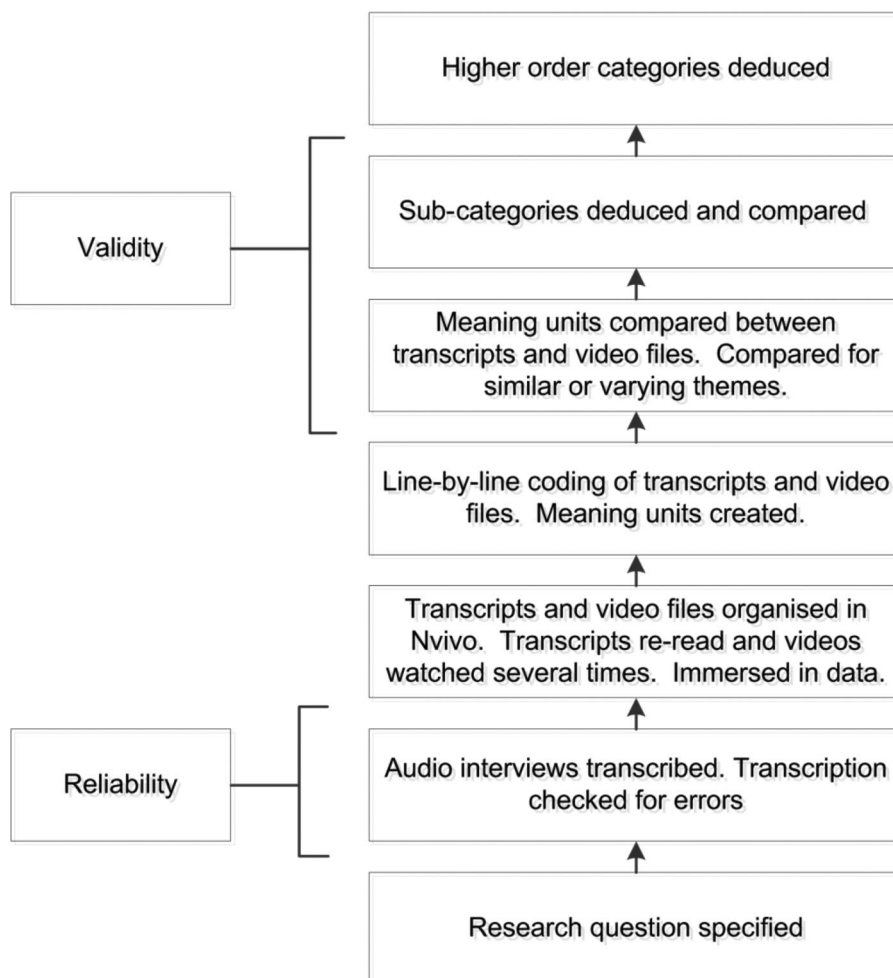 Higher order categories deduced
Sub-categories deduced and compared
Validity
Meaning units compared between
transcripts and video files.  Compared for
similar or varying themes.
Line-by-line coding of transcripts and video
files.  Meaning units created.
Transcripts and video files organised in
Nvivo.  Transcripts re-read and videos
watched several times.  Immersed in data.
Reliability
Audio interviews transcribed. Transcription
checked for errors
Research question specified